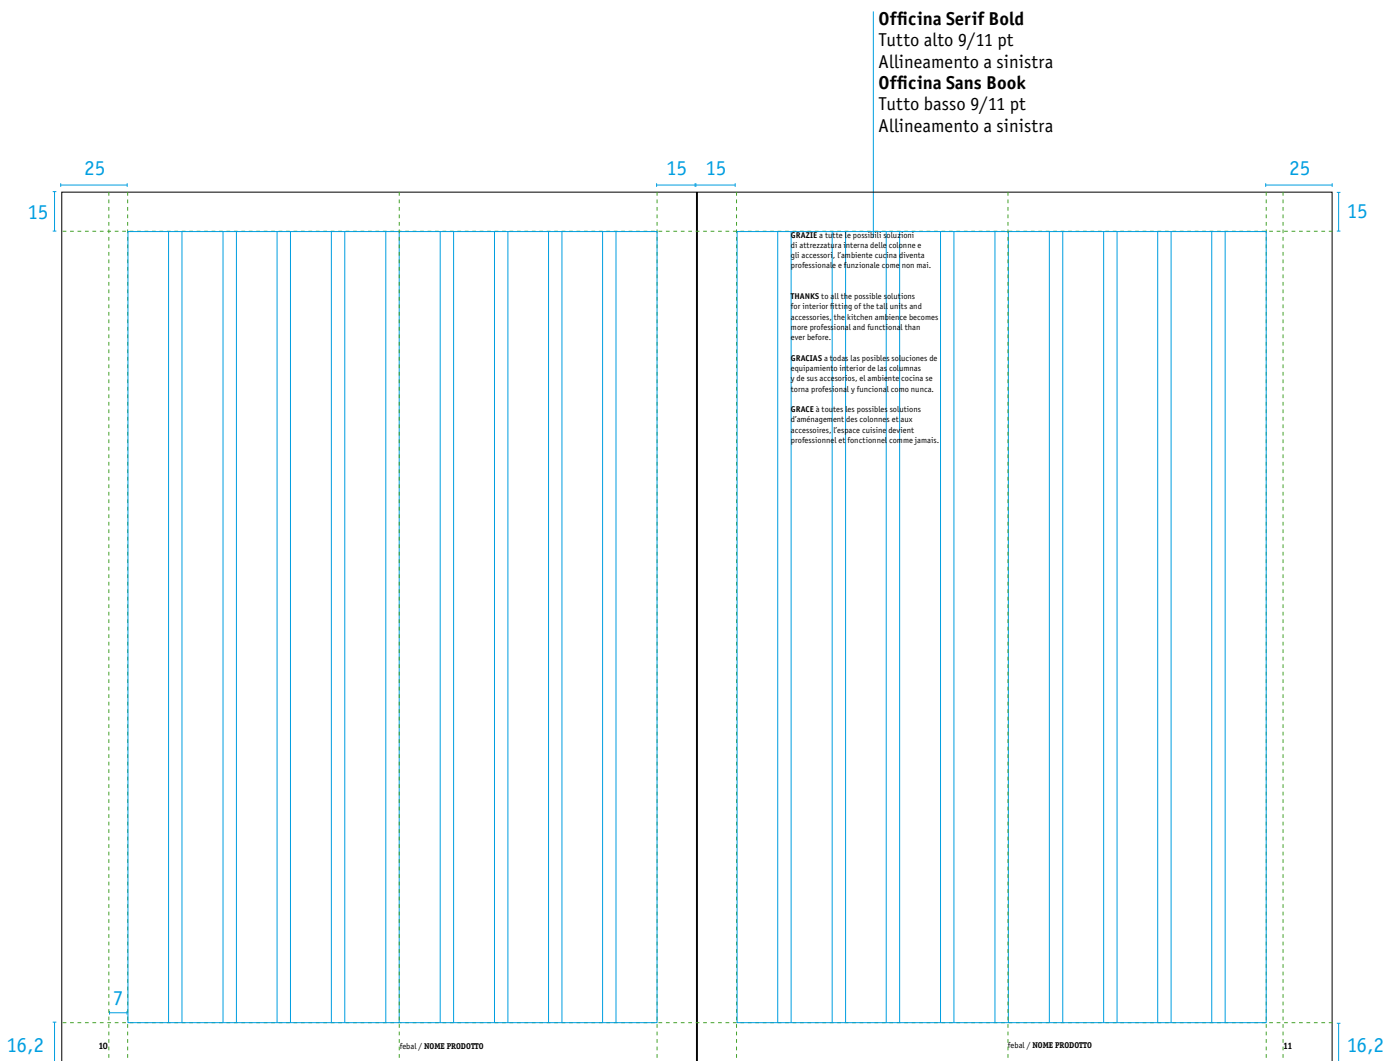 Officina Serif Bold
Tutto alto 9/11 pt
Allineamento a sinistra
Officina Sans Book
Tutto basso 9/11 pt
Allineamento a sinistra
25
15
15
25
15
15
GRAZIE a tutte le possibili soluzioni
di attrezzatura interna delle colonne e
gli accessori, l'ambiente cucina diventa
professionale e funzionale come non mai.
THANKS to all the possible solutions
for interior fitting of the tall units and
accessories, the kitchen ambience becomes
more professional and functional than
ever before.
GRACIAS a todas las posibles soluciones de
equipamiento interior de las columnas
y de sus accesorios, el ambiente cocina se
torna profesional y funcional como nunca.
GRACE à toutes les possibles solutions
d'aménagement des colonnes et aux
accessoires, l'espace cuisine devient
professionnel et fonctionnel comme jamais.
7
16,2
10
febal / NOME PRODOTTO
febal / NOME PRODOTTO
11
16,2